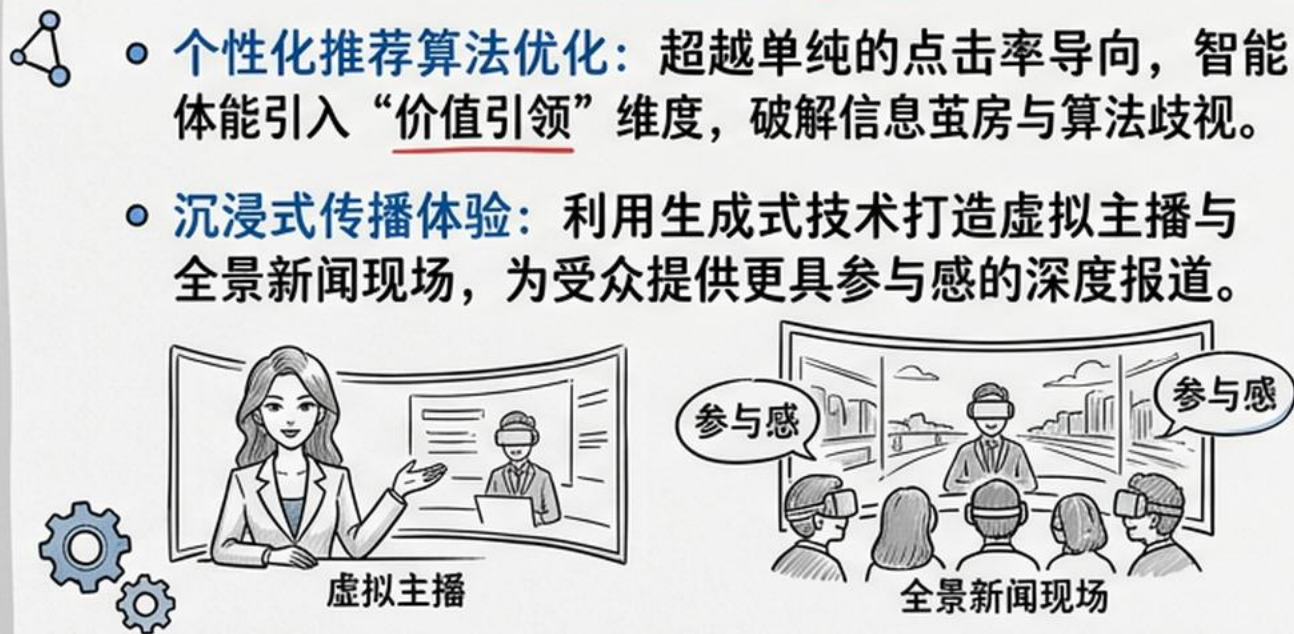 个性化推荐算法优化：超越单纯的点击率导向，智能
体能引入“价值引领”维度，破解信息茧房与算法歧视。
沉浸式传播体验：利用生成式技术打造虚拟主播与
全景新闻现场，为受众提供更具参与感的深度报道。
参与感
参与感
虚拟主播
全景新闻现场